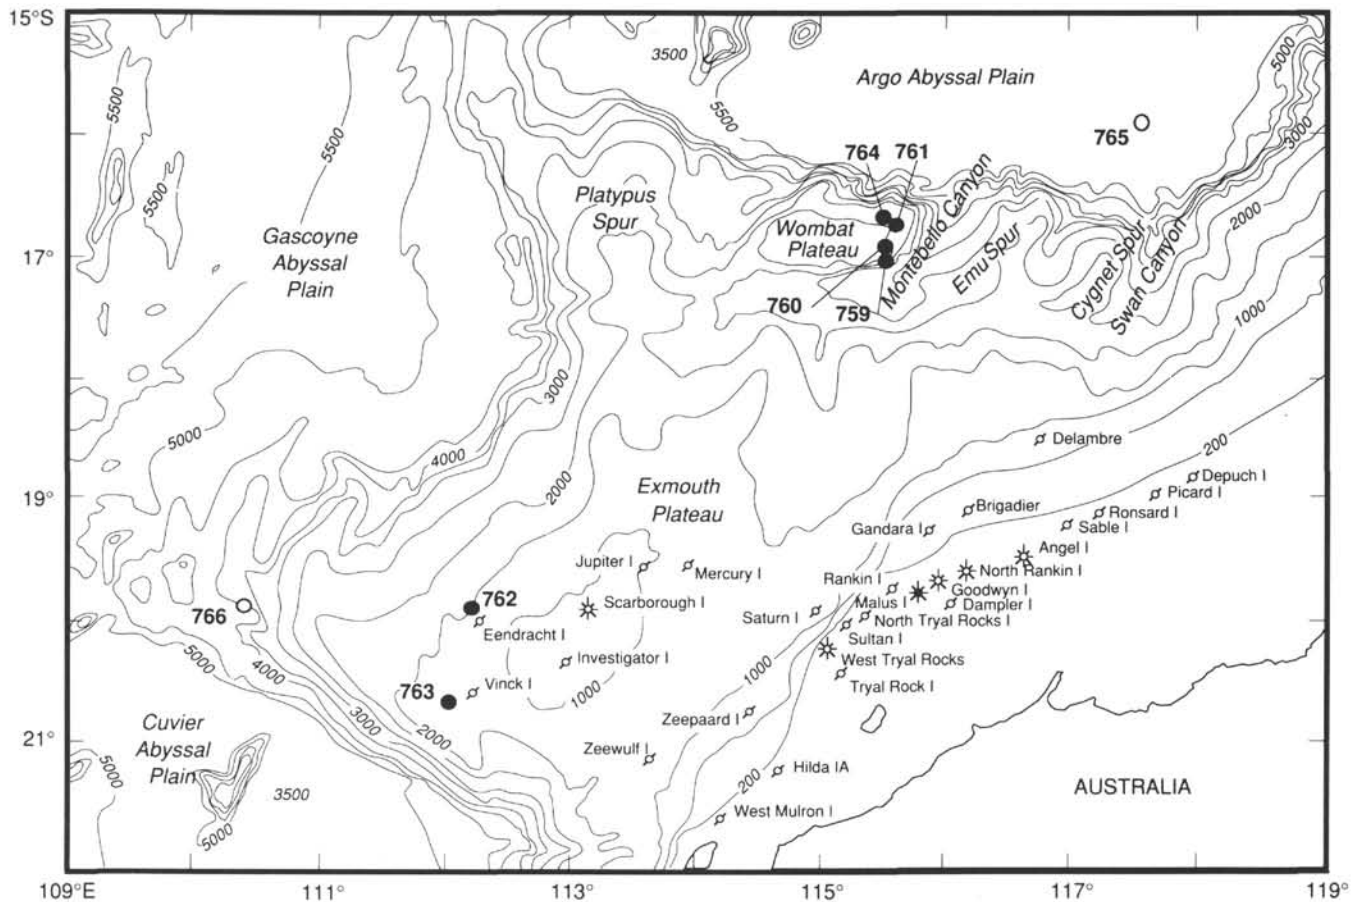 15°S
3500
5000
Argo Abyssal Plain
5500
5500
5500
3000
765
764
761
5500
Platypus
Spur
Wombat
Plateau
Montebello Canyon
Emu Spur
Cygnet Spur
Swan Canyon
2000
Gascoyne
Abyssal
Plain
17°
760
759
1000
3000
5000
4000
2000
Delambre
200
Exmouth
Plateau
19°
Depuch I
Picard I
Brigadier
Ronsard I
Gandara I
Sable I
Angel I
Jupiter I
Mercury I
North Rankin I
Rankin I
Goodwyn I
762
Scarborough I
Malus I
Dampler I
766
Saturn I
North Tryal Rocks I
Eendracht I
Sultan I
5000
4000
Investigator I
West Tryal Rocks
1000
763
Vinck I
1000
Tryal Rock I
3000
2000
Zeepaard I
Cuvier
Abyssal
Plain
21°
Zeewulf I
5000
200
Hilda IA
3500
AUSTRALIA
5000
West Mulron I
109°E
111°
113°
115°
117°
119°